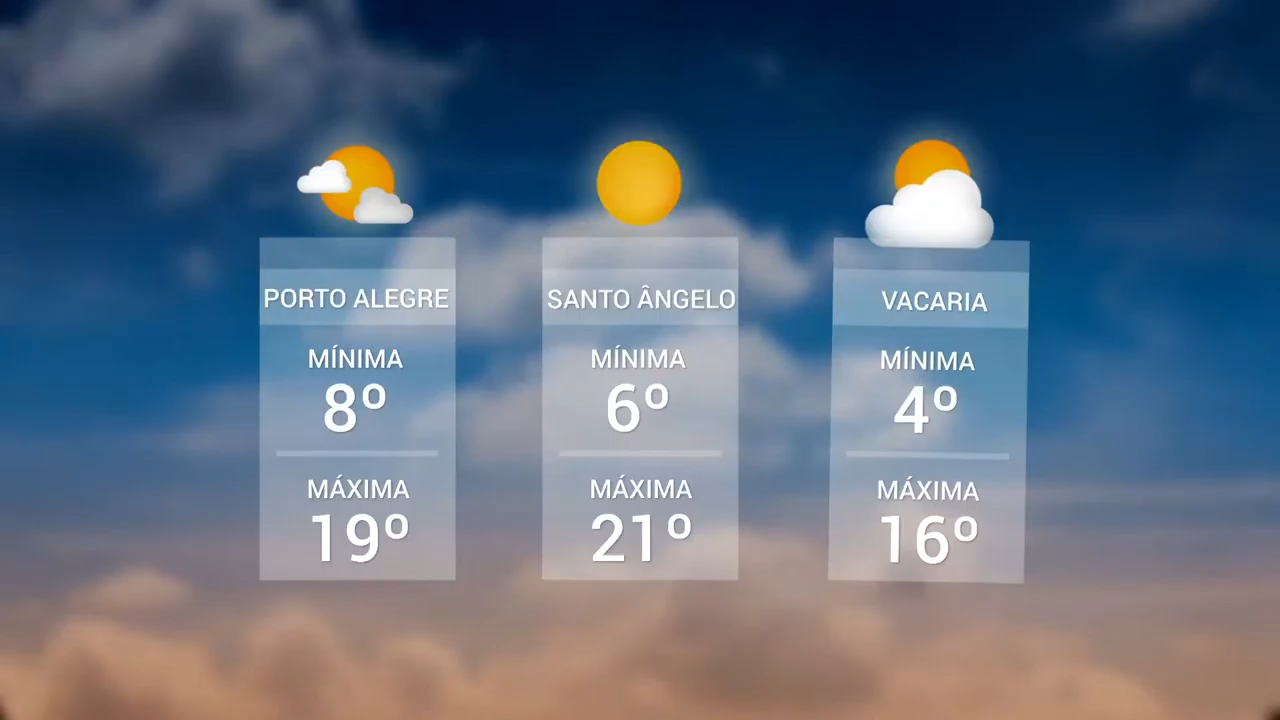 PORTO ALEGRE
MÍNIMA
8º
MÁXIMA
19º
SANTO ÂNGELO
MÍNIMA
6º
MÁXIMA
21º
VACARIA
MÍNIMA
4º
MÁXIMA
16º